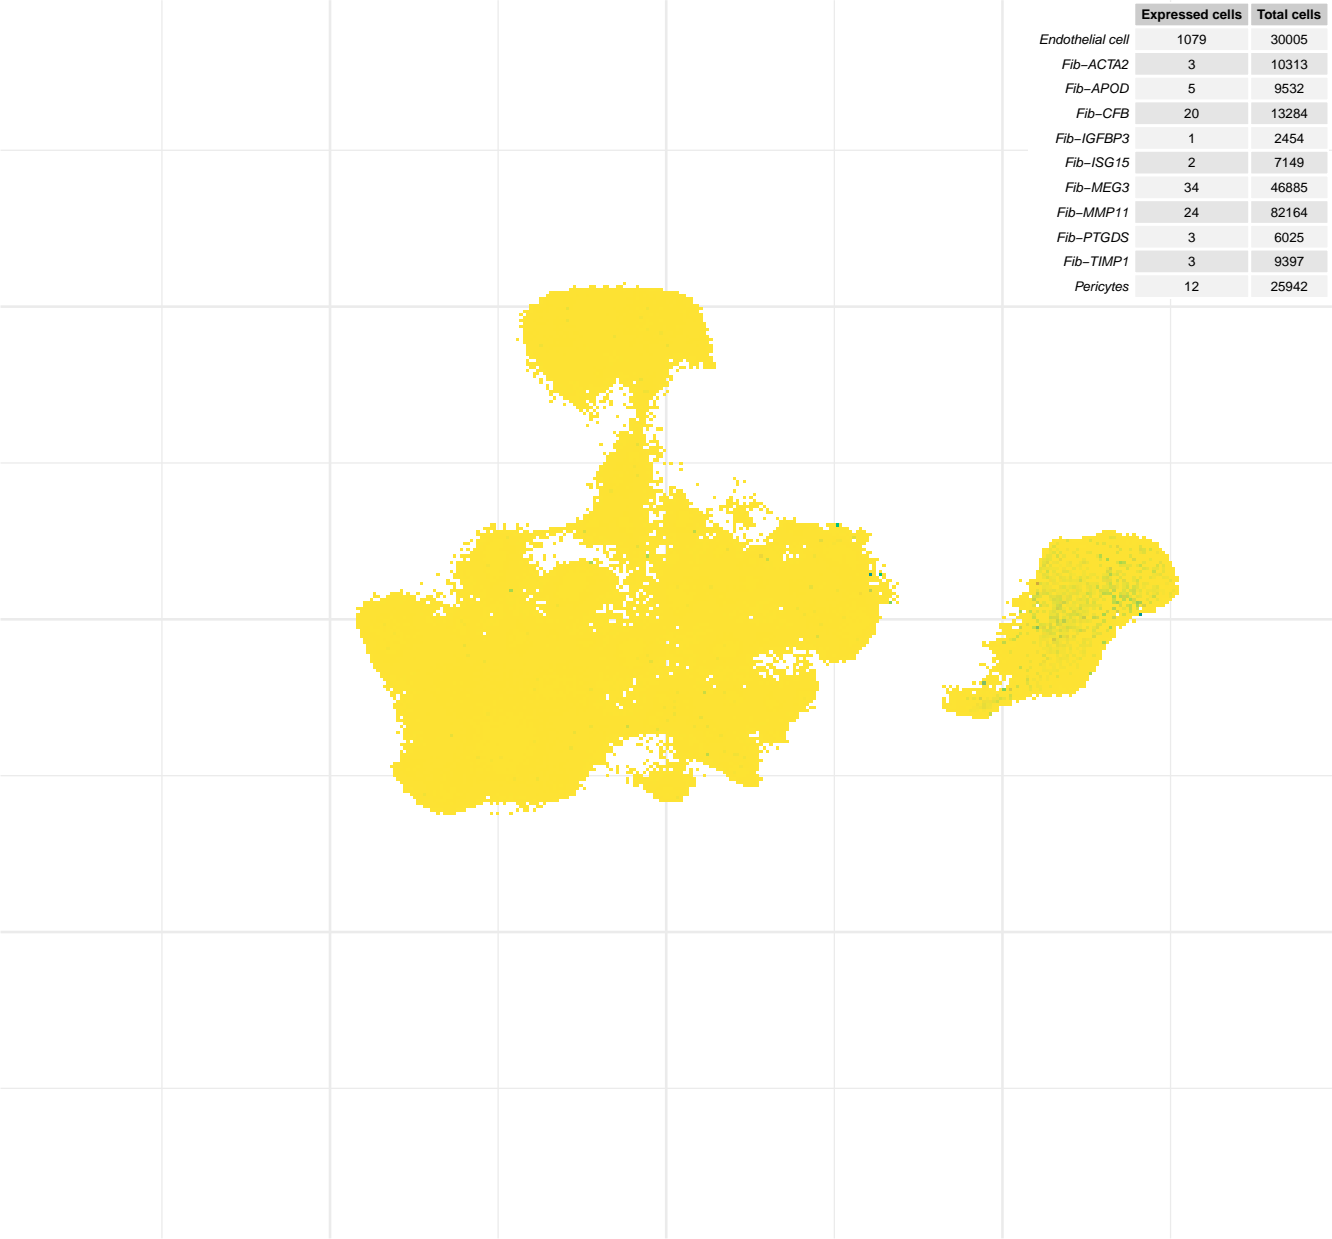 Expressed cells Total cells
Endothelial cell 1079 30005
Fib−ACTA2 3 10313
Fib−APOD 5 9532
Fib−CFB 20 13284
Fib−IGFBP3 1 2454
Fib−ISG15 2 7149
Fib−MEG3 34 46885
Fib−MMP11 24 82164
Fib−PTGDS 3 6025
Fib−TIMP1 3 9397
Pericytes 12 25942